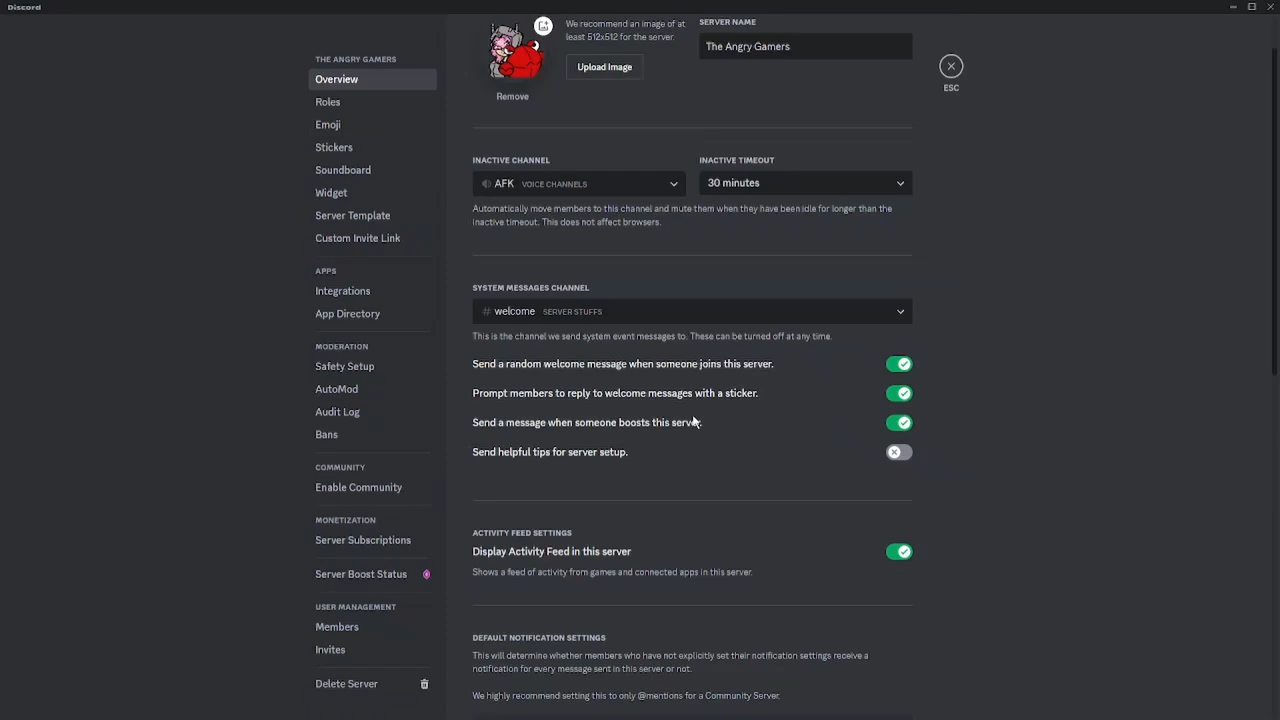 Discord
THE ANGRY GAMERS
Overview
Roles
Emoji
Stickers
Soundboard
Widget
Server Template
Custom Invite Link
APPS
Integrations
App Directory
MODERATION
Safety Setup
AutoMod
Audit Log
Bans
COMMUNITY
Enable Community
MONETIZATION
Server Subscriptions
Server Boost Status
USER MANAGEMENT
Members
Invites
Delete Server
We recommend an image of at
least 512x512 for the server.
Upload Image
Remove
SERVER NAME
The Angry Gamers
ESC
INACTIVE CHANNEL
AFK VOICE CHANNELS
INACTIVE TIMEOUT
30 minutes
Automatically move members to this channel and mute them when they have been idle for longer than the
inactive timeout. This does not affect browsers.
SYSTEM MESSAGES CHANNEL
# welcome SERVER STUFFS
This is the channel we send system event messages to. These can be turned off at any time.
Send a random welcome message when someone joins this server.
Prompt members to reply to welcome messages with a sticker.
Send a message when someone boosts this server.
Send helpful tips for server setup.
ACTIVITY FEED SETTINGS
Display Activity Feed in this server
Shows a feed of activity from games and connected apps in this server.
DEFAULT NOTIFICATION SETTINGS
This will determine whether members who have not explicitly set their notification settings receive a
notification for every message sent in this server or not.
We highly recommend setting this to only @mentions for a Community Server.